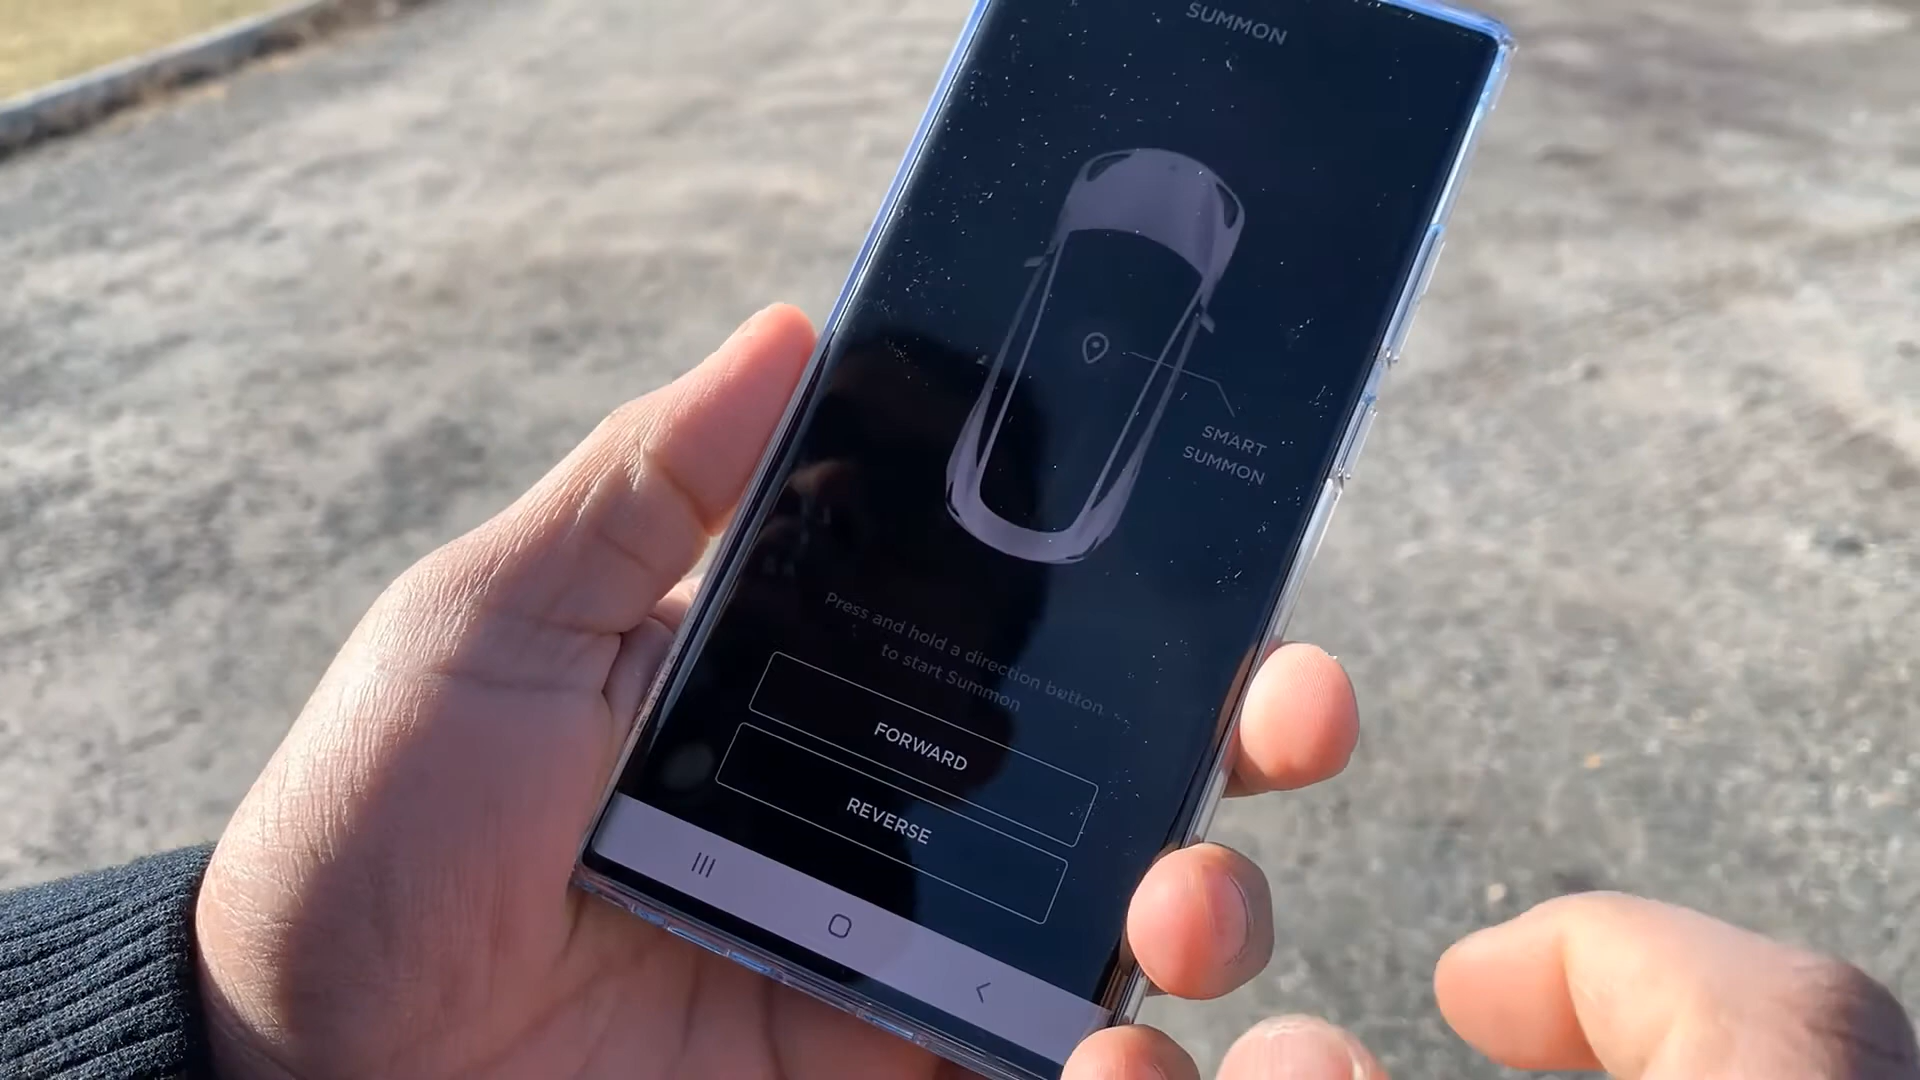 SUMMON
SMART
SUMMON
Press and hold a direction button
to start Summon
FORWARD
REVERSE